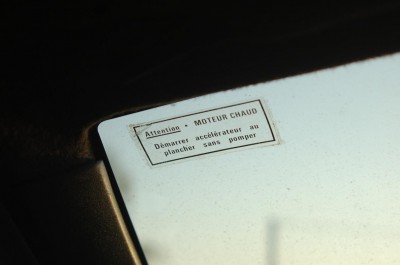 Attention • MOTEUR CHAUD
Démarrer accélérateur au
plancher sans pomper